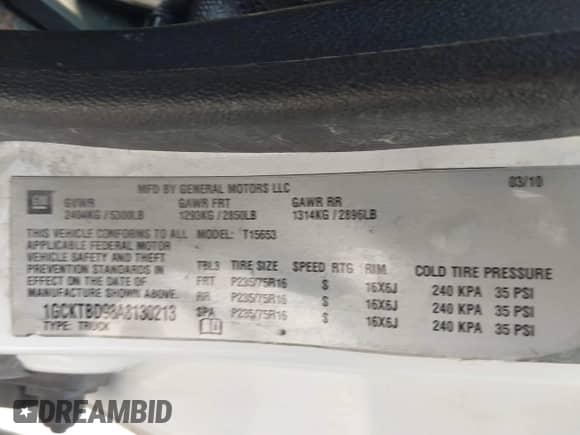 MFD BY GENERAL MOTORS LLC 03/10
GM GVWR GAWR FRT GAWR RR
2404KG / 5300LB 1293KG / 2850LB 1314KG / 2896LB
THIS VEHICLE CONFORMS TO ALL MODEL: T15653
APPLICABLE FEDERAL MOTOR
VEHICLE SAFETY AND THEFT
PREVENTION STANDARDS IN
EFFECT ON THE DATE OF
MANUFACTURE SHOWN ABOVE.
1GCKTBD98A8130213
TYPE: TRUCK
TIRE SIZE SPEED RTG RIM COLD TIRE PRESSURE
FRT P235/75R16 S 16X6J 240 KPA 35 PSI
RR P235/75R16 S 16X6J 240 KPA 35 PSI
SPA P235/75R16 S 16X6J 240 KPA 35 PSI
DREAMBID